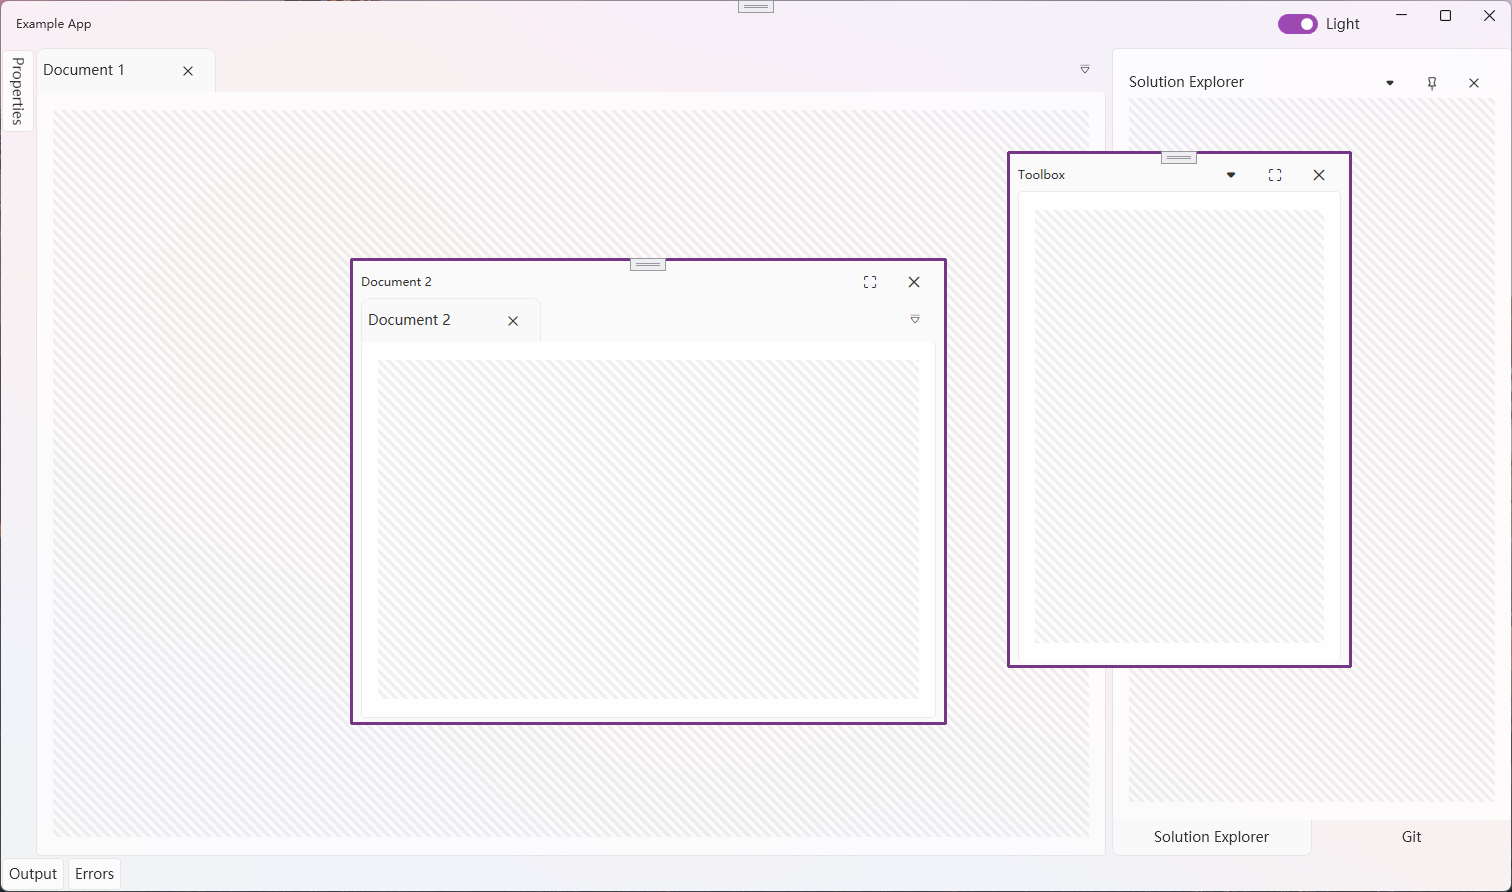 Example App
Light
Properties
Document 1
Solution Explorer
Toolbox
Document 2
Document 2
Solution Explorer
Git
Output
Errors